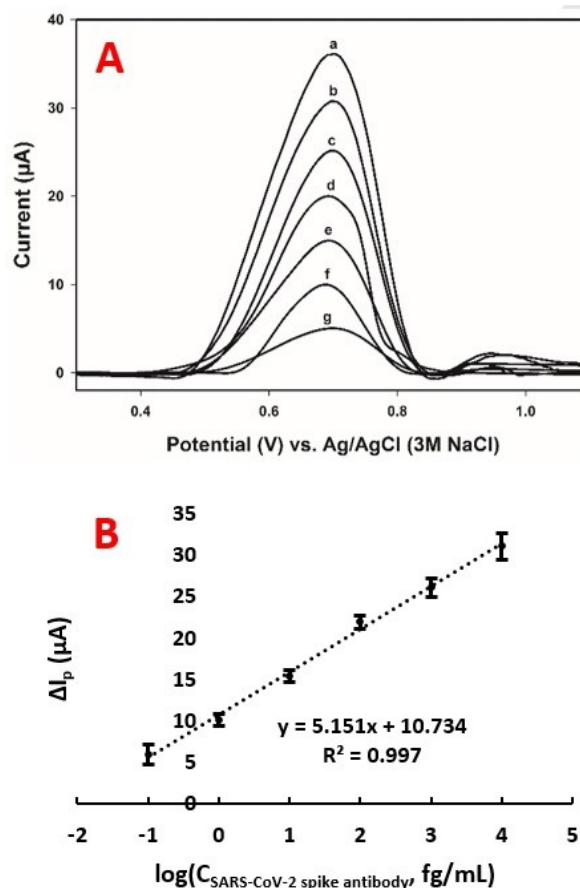 40
A
a
30
b
c
20
d
e
10
f
g
0
Current (μA)
0.4 0.6 0.8 1.0
Potential (V) vs. Ag/AgCl (3M NaCl)
B
35
30
25
20
15
10
5
0
ΔIₚ (μA)
y = 5.151x + 10.734
R² = 0.997
-2 -1 0 1 2 3 4 5
log(C_SARS-CoV-2 spike antibody, fg/mL)